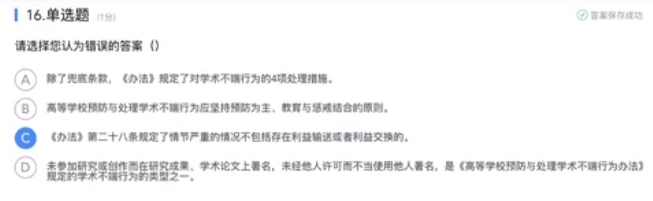 16.单选题 (1分)
答案保存成功
请选择您认为错误的答案（）
A 除了兜底条款，《办法》规定了对学术不端行为的4项处理措施。
B 高等学校预防与处理学术不端行为应坚持预防为主、教育与惩戒结合的原则。
C 《办法》第二十八条规定了情节严重的情况不包括存在利益输送或者利益交换的。
D 未参加研究或创作而在研究成果、学术论文上署名，未经他人许可而不当使用他人署名，是《高等学校预防与处理学术不端行为办法》
规定的学术不端行为的类型之一。